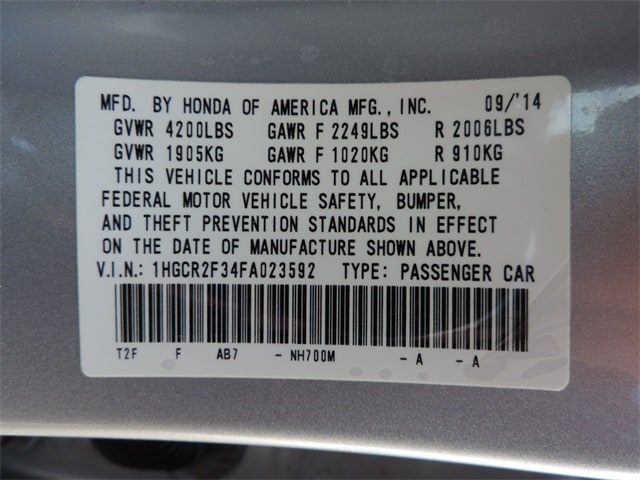 MFD. BY HONDA OF AMERICA MFG., INC. 09/'14
GVWR 4200LBS GAWR F 2249LBS R 2006LBS
GVWR 1905KG GAWR F 1020KG R 910KG
THIS VEHICLE CONFORMS TO ALL APPLICABLE
FEDERAL MOTOR VEHICLE SAFETY, BUMPER,
AND THEFT PREVENTION STANDARDS IN EFFECT
ON THE DATE OF MANUFACTURE SHOWN ABOVE.
V.I.N.: 1HGCR2F34FA023592 TYPE: PASSENGER CAR
T2F F AB7 - NH700M - A - A